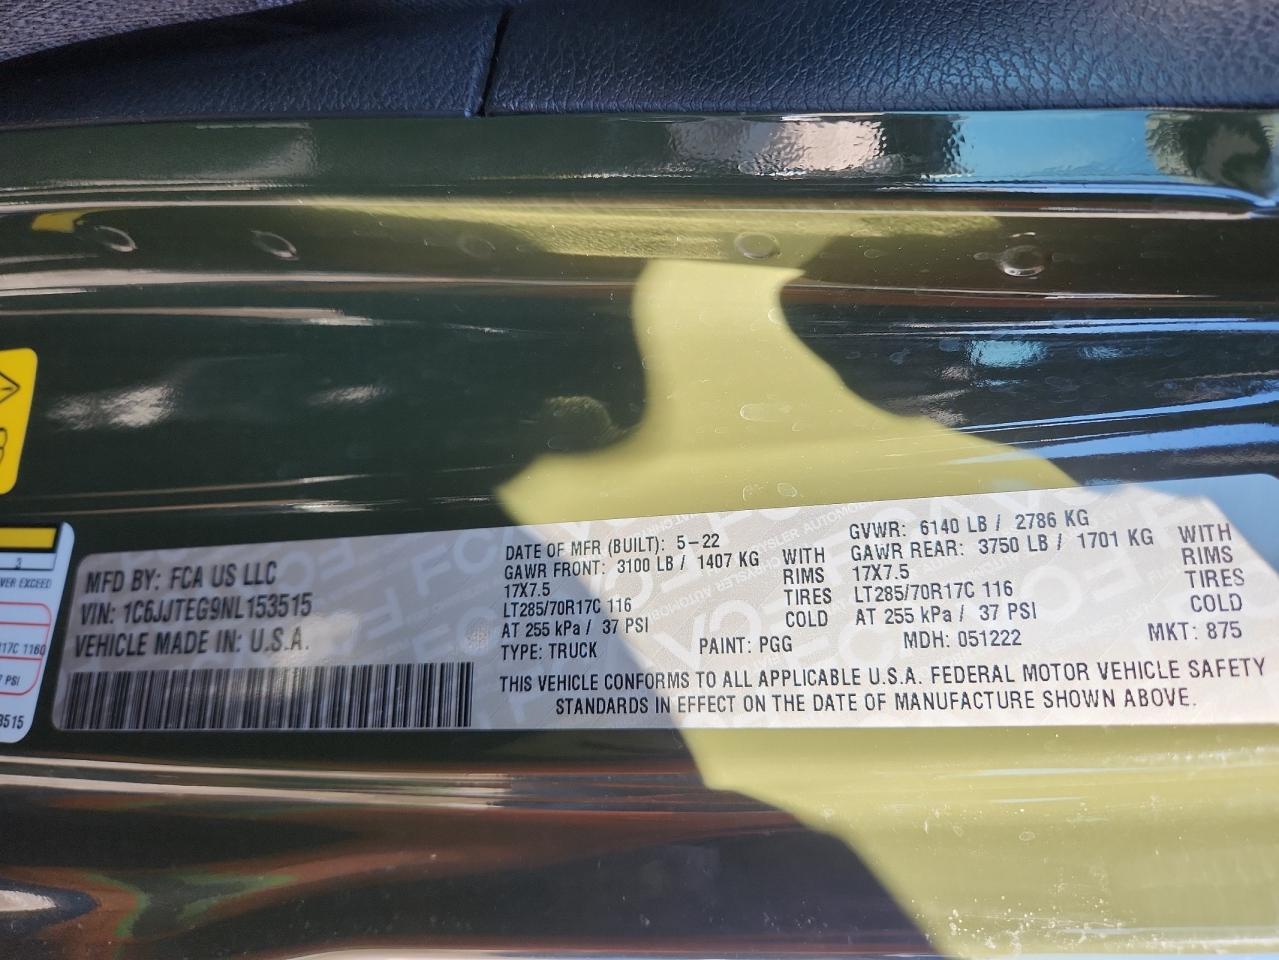 MFD BY: FCA US LLC
VIN: 1C6JJTEG9NL153515
VEHICLE MADE IN: U.S.A.
DATE OF MFR (BUILT): 5-22
GAWR FRONT: 3100 LB / 1407 KG WITH
17X7.5 RIMS
LT285/70R17C 116 TIRES
AT 255 kPa / 37 PSI COLD
TYPE: TRUCK PAINT: PGG
GVWR: 6140 LB / 2786 KG
GAWR REAR: 3750 LB / 1701 KG WITH
17X7.5 RIMS
LT285/70R17C 116 TIRES
AT 255 kPa / 37 PSI COLD
MDH: 051222 MKT: 875
THIS VEHICLE CONFORMS TO ALL APPLICABLE U.S.A. FEDERAL MOTOR VEHICLE SAFETY
STANDARDS IN EFFECT ON THE DATE OF MANUFACTURE SHOWN ABOVE.
3
EXCEED
PSI
3515